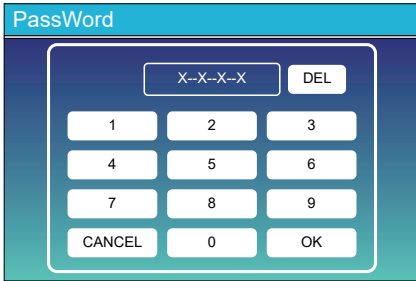 PassWord
X--X--X--X DEL
1 2 3
4 5 6
7 8 9
CANCEL 0 OK